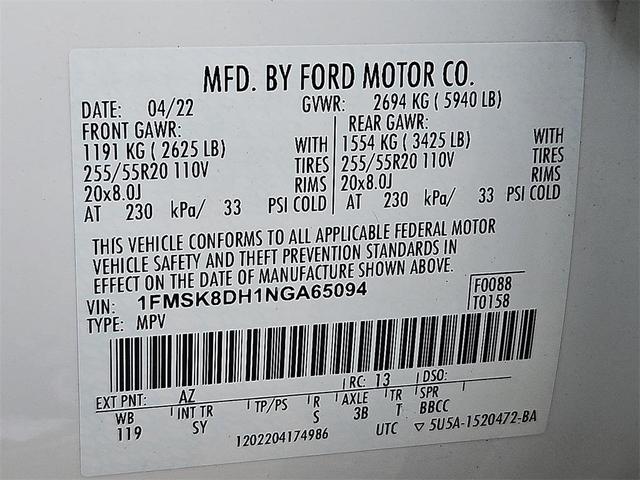 MFD. BY FORD MOTOR CO.
DATE: 04/22 GVWR: 2694 KG ( 5940 LB)
FRONT GAWR: REAR GAWR:
1191 KG ( 2625 LB) WITH 1554 KG ( 3425 LB) WITH
255/55R20 110V TIRES 255/55R20 110V TIRES
20x8.0J RIMS 20x8.0J RIMS
AT 230 kPa/ 33 PSI COLD AT 230 kPa/ 33 PSI COLD
THIS VEHICLE CONFORMS TO ALL APPLICABLE FEDERAL MOTOR
VEHICLE SAFETY AND THEFT PREVENTION STANDARDS IN
EFFECT ON THE DATE OF MANUFACTURE SHOWN ABOVE.
VIN: 1FMSK8DH1NGA65094 F0088
TYPE: MPV T0158
EXT PNT: AZ RC: 13 DSO:
WB INT TR TP/PS R AXLE TR SPR
119 SY S 3B T BBCC
1202204174986 UTC ▽ 5U5A-1520472-BA